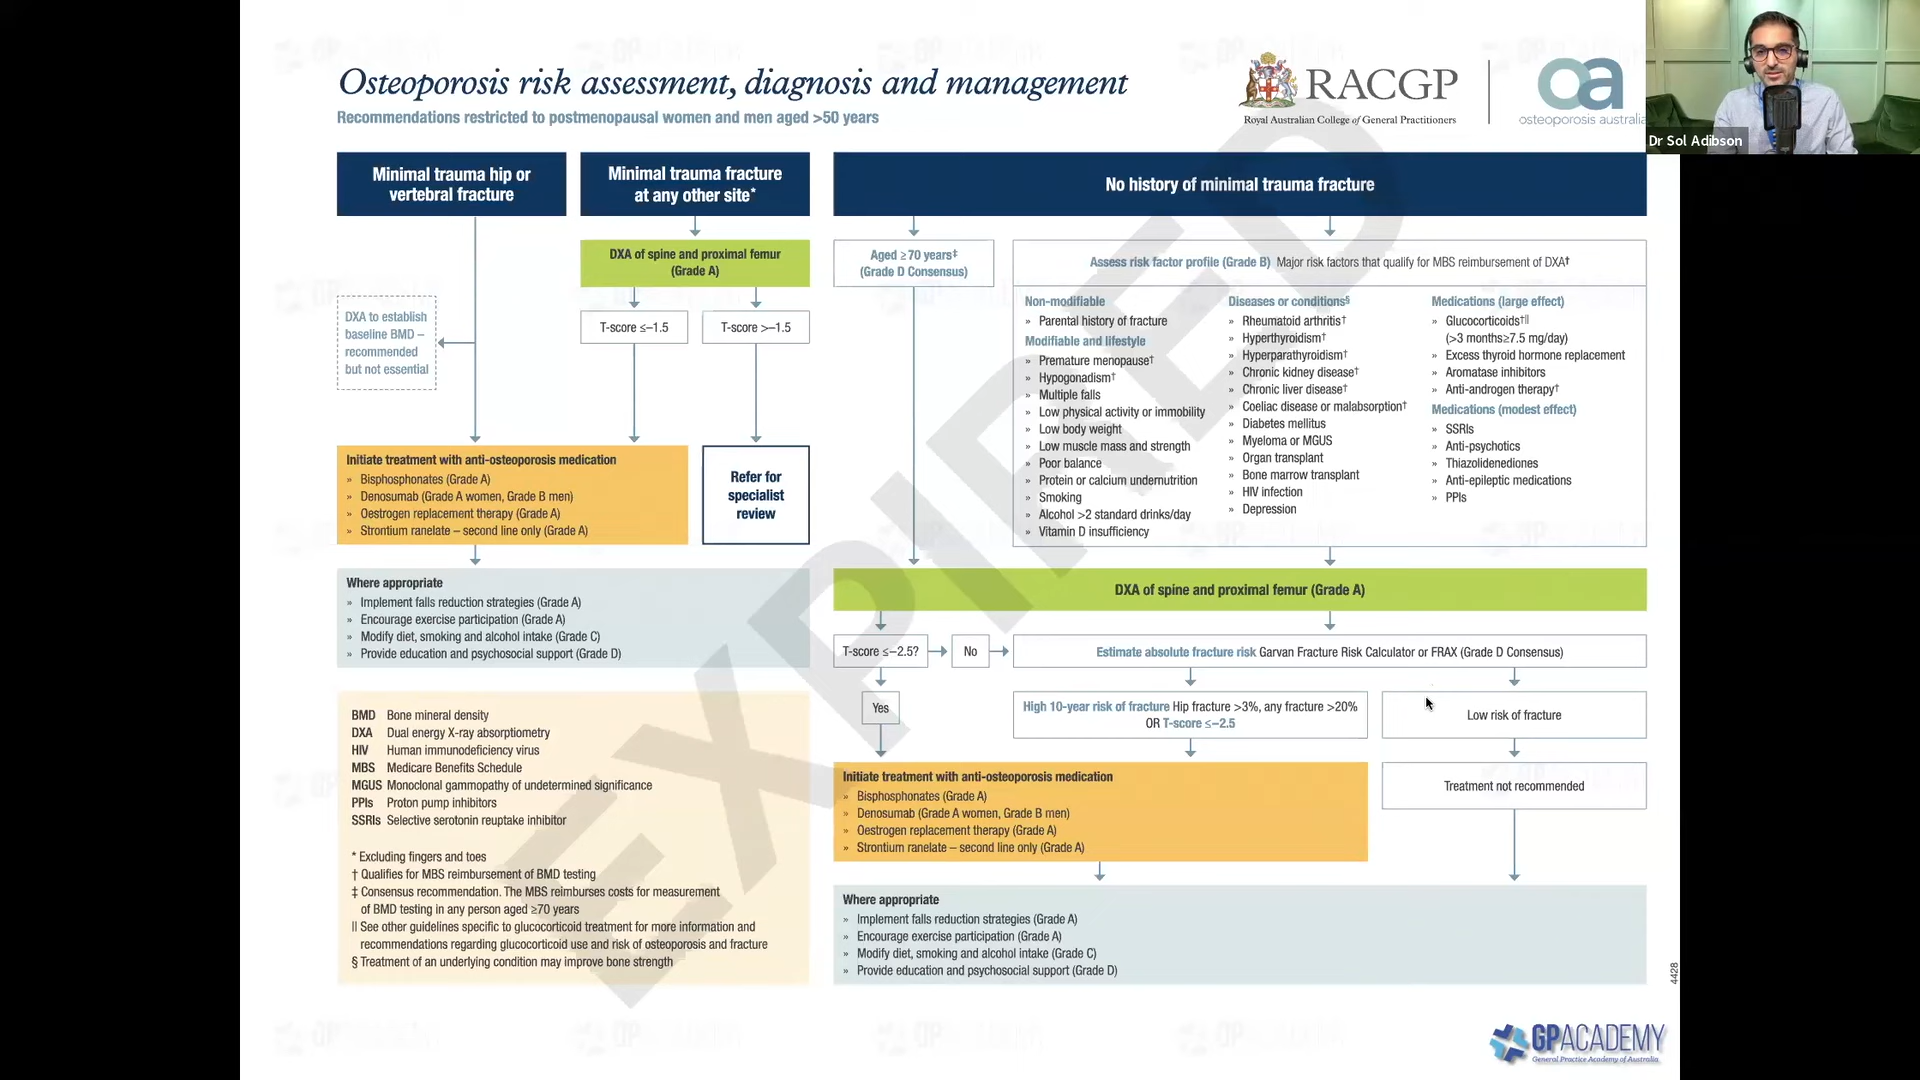 Osteoporosis risk assessment, diagnosis and management
Recommendations restricted to postmenopausal women and men aged >50 years
RACGP
Royal Australian College of General Practitioners
oa
osteoporosis australia
Dr Sol Adibson
Minimal trauma hip or
vertebral fracture
Minimal trauma fracture
at any other site*
No history of minimal trauma fracture
DXA of spine and proximal femur
(Grade A)
T-score ≤–1.5
T-score >–1.5
DXA to establish
baseline BMD –
recommended
but not essential
Initiate treatment with anti-osteoporosis medication
» Bisphosphonates (Grade A)
» Denosumab (Grade A women, Grade B men)
» Oestrogen replacement therapy (Grade A)
» Strontium ranelate – second line only (Grade A)
Refer for
specialist
review
Where appropriate
» Implement falls reduction strategies (Grade A)
» Encourage exercise participation (Grade A)
» Modify diet, smoking and alcohol intake (Grade C)
» Provide education and psychosocial support (Grade D)
Aged ≥70 years‡
(Grade D Consensus)
Assess risk factor profile (Grade B) Major risk factors that qualify for MBS reimbursement of DXA†
Non-modifiable
» Parental history of fracture
Modifiable and lifestyle
» Premature menopause†
» Hypogonadism†
» Multiple falls
» Low physical activity or immobility
» Low body weight
» Low muscle mass and strength
» Poor balance
» Protein or calcium undernutrition
» Smoking
» Alcohol >2 standard drinks/day
» Vitamin D insufficiency
Diseases or conditions§
» Rheumatoid arthritis†
» Hyperthyroidism†
» Hyperparathyroidism†
» Chronic kidney disease†
» Chronic liver disease†
» Coeliac disease or malabsorption†
» Diabetes mellitus
» Myeloma or MGUS
» Organ transplant
» Bone marrow transplant
» HIV infection
» Depression
Medications (large effect)
» Glucocorticoids†||
(>3 months≥7.5 mg/day)
» Excess thyroid hormone replacement
» Aromatase inhibitors
» Anti-androgen therapy†
Medications (modest effect)
» SSRIs
» Anti-psychotics
» Thiazolidenediones
» Anti-epileptic medications
» PPIs
DXA of spine and proximal femur (Grade A)
T-score ≤–2.5?
No
Estimate absolute fracture risk Garvan Fracture Risk Calculator or FRAX (Grade D Consensus)
Yes
High 10-year risk of fracture Hip fracture >3%, any fracture >20%
OR T-score ≤–2.5
Low risk of fracture
Initiate treatment with anti-osteoporosis medication
» Bisphosphonates (Grade A)
» Denosumab (Grade A women, Grade B men)
» Oestrogen replacement therapy (Grade A)
» Strontium ranelate – second line only (Grade A)
Treatment not recommended
Where appropriate
» Implement falls reduction strategies (Grade A)
» Encourage exercise participation (Grade A)
» Modify diet, smoking and alcohol intake (Grade C)
» Provide education and psychosocial support (Grade D)
BMD Bone mineral density
DXA Dual energy X-ray absorptiometry
HIV Human immunodeficiency virus
MBS Medicare Benefits Schedule
MGUS Monoclonal gammopathy of undetermined significance
PPIs Proton pump inhibitors
SSRIs Selective serotonin reuptake inhibitor
* Excluding fingers and toes
† Qualifies for MBS reimbursement of BMD testing
‡ Consensus recommendation. The MBS reimburses costs for measurement
of BMD testing in any person aged ≥70 years
|| See other guidelines specific to glucocorticoid treatment for more information and
recommendations regarding glucocorticoid use and risk of osteoporosis and fracture
§ Treatment of an underlying condition may improve bone strength
EXPIRED
4428
GPACADEMY
General Practice Academy of Australia